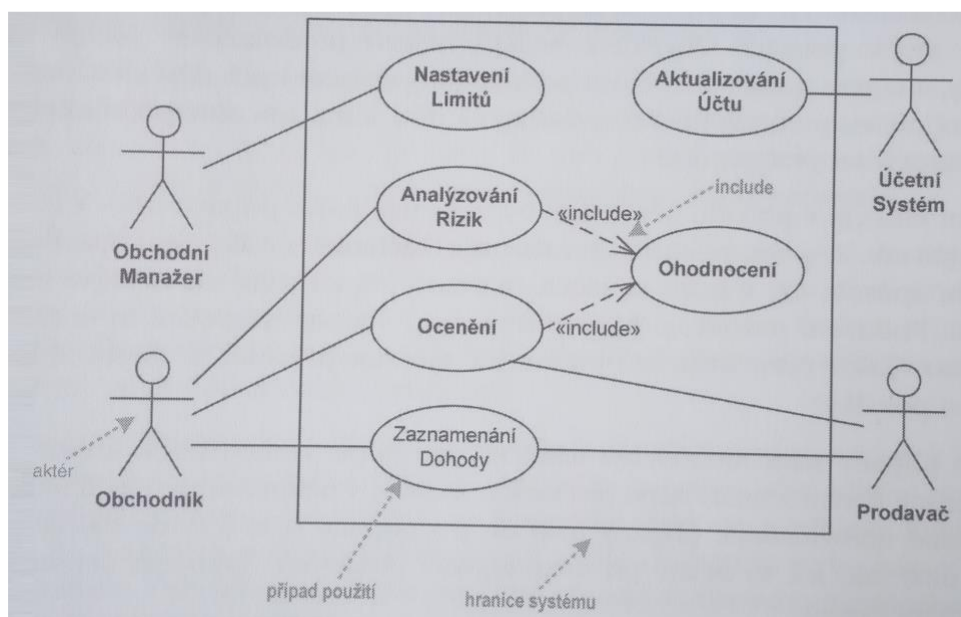 Nastavení
Limitů
Aktualizování
Účtu
Účetní
Systém
Obchodní
Manažer
Analýzování
Rizik
«include»
include
Ohodnocení
Ocenění
«include»
Zaznamenání
Dohody
aktér
Obchodník
Prodavač
případ použití
hranice systému